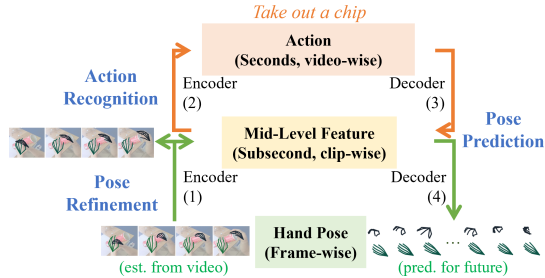 Take out a chip
Action
(Seconds, video-wise)
Action
Recognition
Encoder
(2)
Decoder
(3)
Mid-Level Feature
(Subsecond, clip-wise)
Pose
Prediction
Pose
Refinement
Encoder
(1)
Decoder
(4)
Hand Pose
(Frame-wise)
...
(est. from video)
(pred. for future)